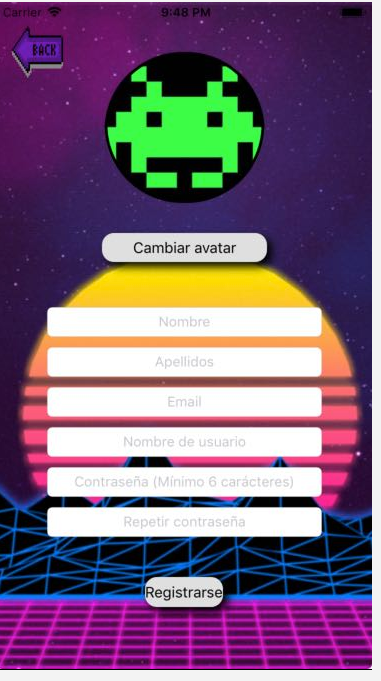 Carrier 9:48 PM
BACK
Cambiar avatar
Nombre
Apellidos
Email
Nombre de usuario
Contraseña (Mínimo 6 carácteres)
Repetir contraseña
Registrarse